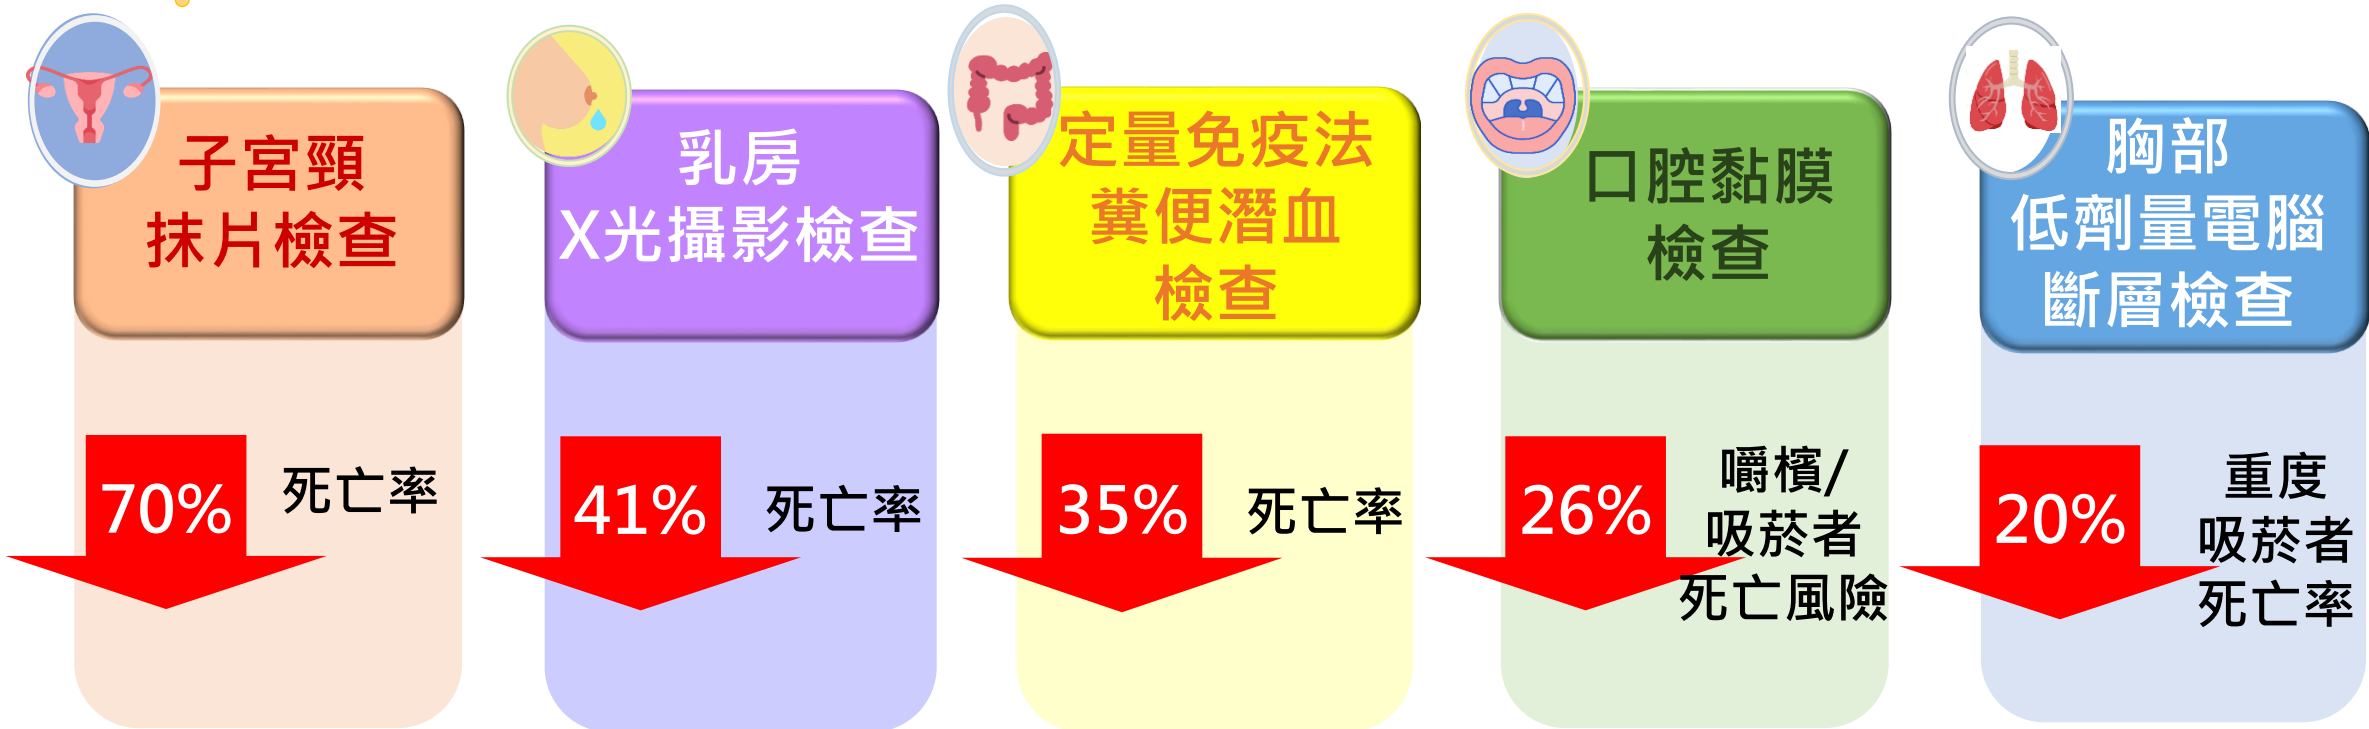 子宮頸
抹片檢查
70%
死亡率
乳房
X光攝影檢查
41%
死亡率
定量免疫法
糞便潛血
檢查
35%
死亡率
口腔黏膜
檢查
26%
嚼檳/
吸菸者
死亡風險
胸部
低劑量電腦
斷層檢查
20%
重度
吸菸者
死亡率